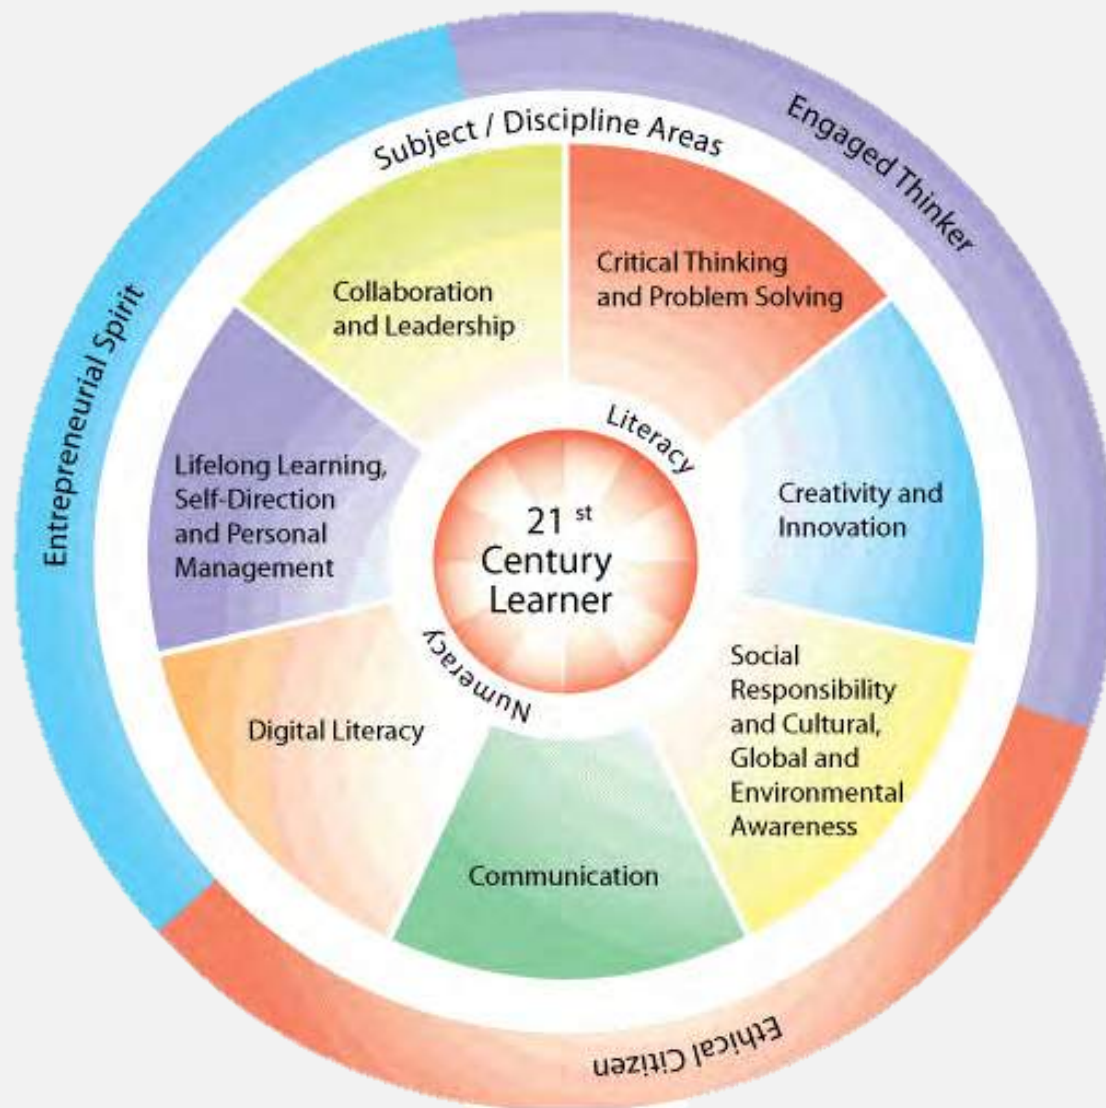 Engaged Thinker
Subject / Discipline Areas
Entrepreneurial Spirit
Collaboration
and Leadership
Critical Thinking
and Problem Solving
Literacy
Lifelong Learning,
Self-Direction
and Personal
Management
Creativity and
Innovation
21 st
Century
Learner
Numeracy
Digital Literacy
Social
Responsibility
and Cultural,
Global and
Environmental
Awareness
Communication
Ethical Citizen